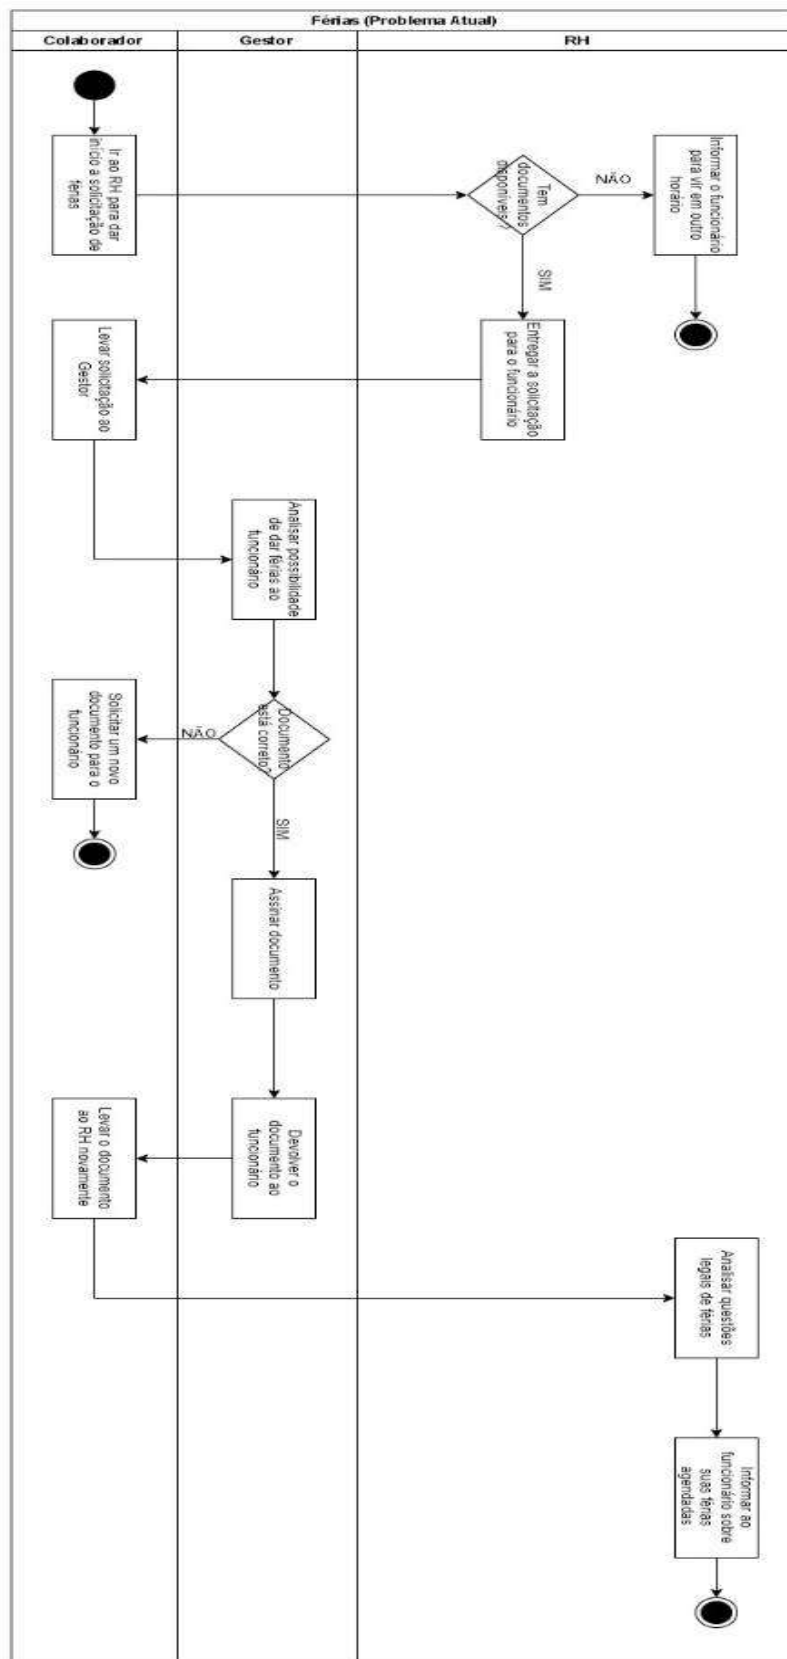 Férias (Problema Atual)
Colaborador
Gestor
RH
Ir ao RH para dar
início a solicitação de
férias
Tem
documentos
disponíveis?
NÃO
Informar o funcionário
para vir em outro
horário
SIM
Entregar a solicitação
para o funcionário
Levar solicitação ao
Gestor
Analisar possibilidade
de dar férias ao
funcionário
Documento
está correto?
NÃO
Solicitar um novo
documento para o
funcionário
SIM
Assinar documento
Devolver o
documento ao
funcionário
Levar o documento
ao RH novamente
Analisar questões
legais de férias
Informar ao
funcionário sobre
suas férias
agendadas